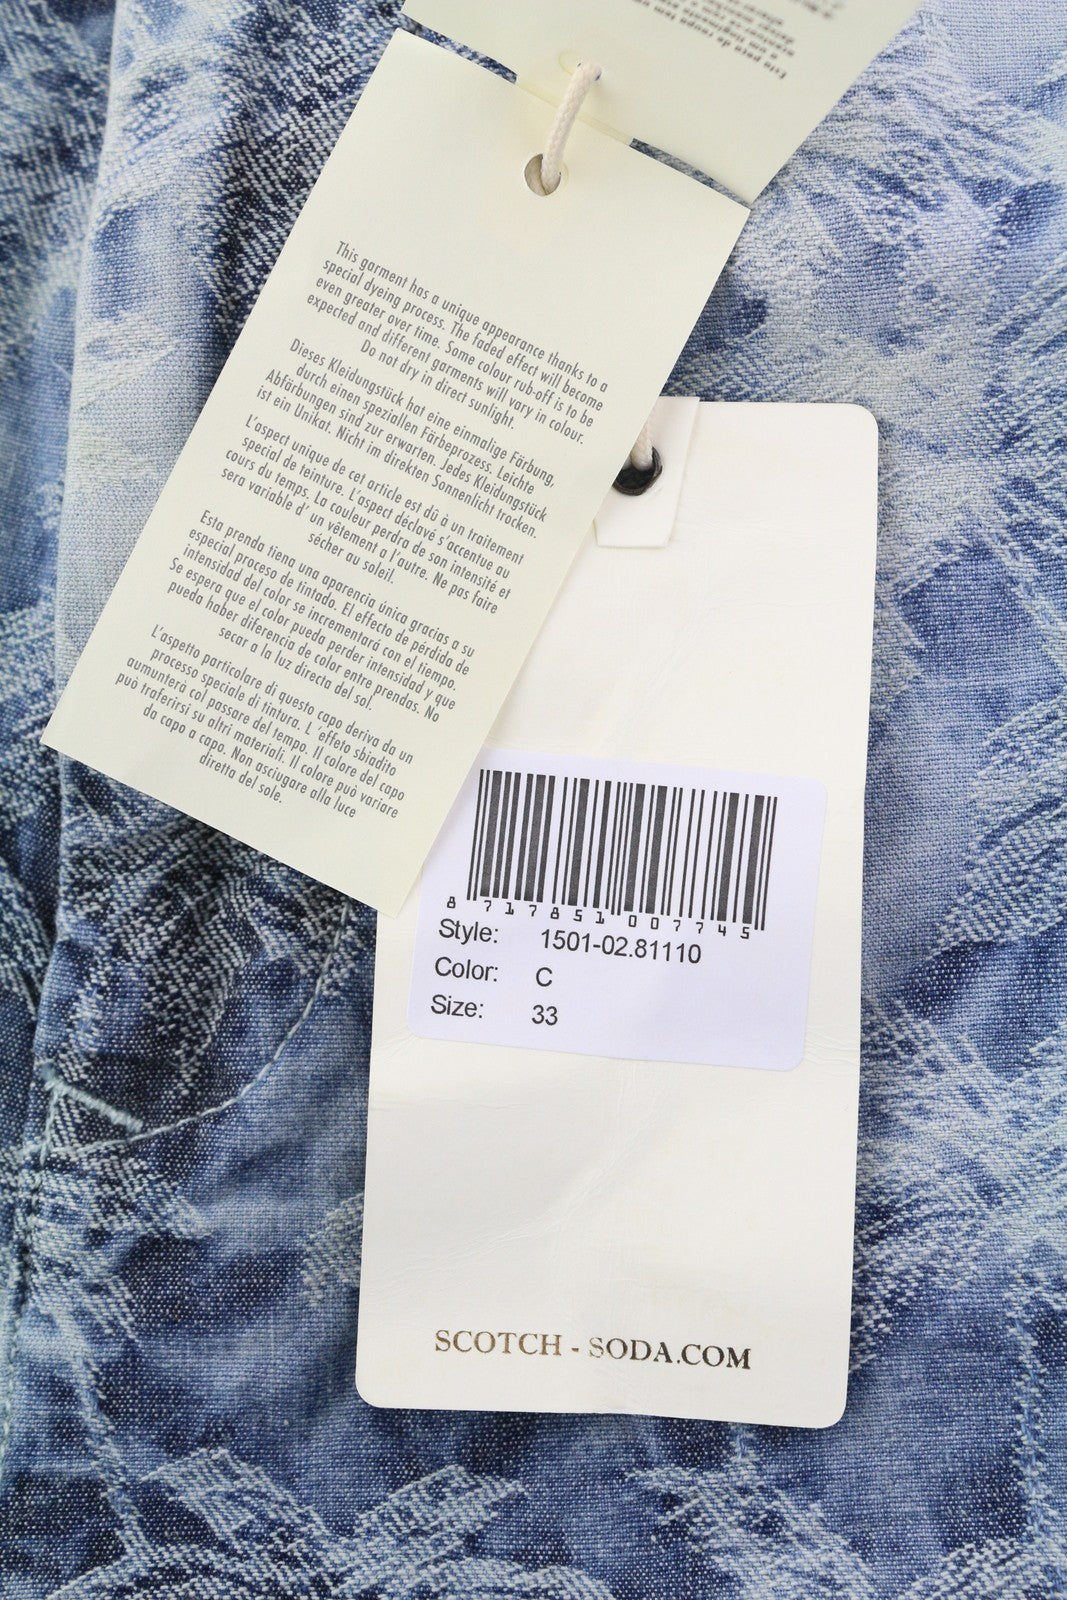 This garment has a unique appearance thanks to a
special dyeing process. The faded effect will become
even greater over time. Some colour rub-off is to be
expected and different garments will vary in colour.
Do not dry in direct sunlight.
Dieses Kleidungstück hat eine einmalige Färbung,
durch einen speziallen Färbeprozess. Leichte
Abfärbungen sind zur erwarten. Jedes Kleidungstück
ist ein Unikat. Nicht im direkten Sonnenlicht trocken.
L'aspect unique de cet article est dû à un traitement
special de teinture. L'aspect déclavé s'accentue au
cours du temps. La couleur perdra de son intensité et
sera variable d' un vêtement a l'autre. Ne pas faire
sécher au soleil.
Esta prenda tiena una aparencia única gracias a su
especial proceso de tintado. El efecto de pérdida de
intensidad del color se incrementará con el tiempo.
Se espera que el color pueda perder intensidad y que
pueda haber diferencia de color entre prendas. No
secar a la luz directa del sol.
L'aspetto particolare di questo capo deriva da un
processo speciale di tintura. L 'effeto sbiadito
aumunterà col passare del tempo. Il colore del capo
può traferirsi su altri materiali. Il colore può variare
da capo a capo. Non asciugare alla luce
diretta del sole.
8 717851 007745
Style: 1501-02.81110
Color: C
Size: 33
SCOTCH - SODA.COM